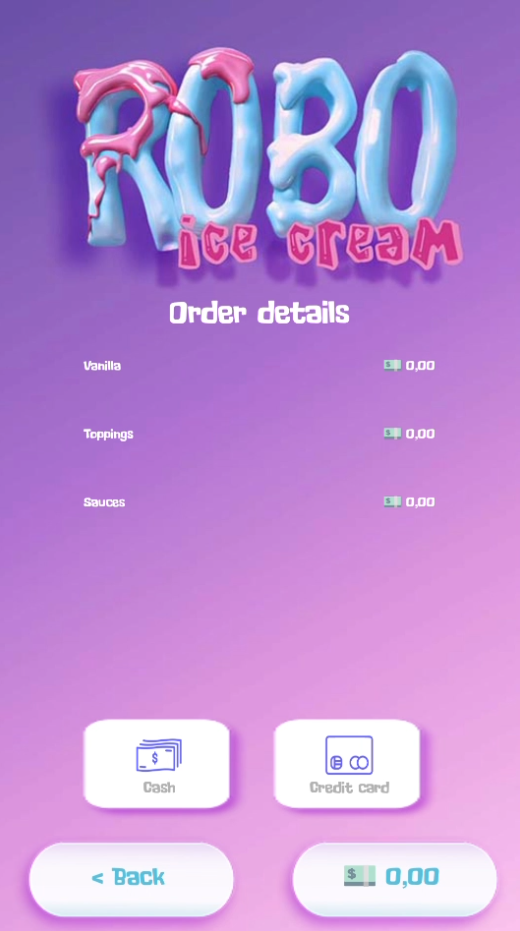 ROBO
ice cream
Order details
Vanilla 0,00
Toppings 0,00
Sauces 0,00
$
Cash Credit card
< Back $ 0,00